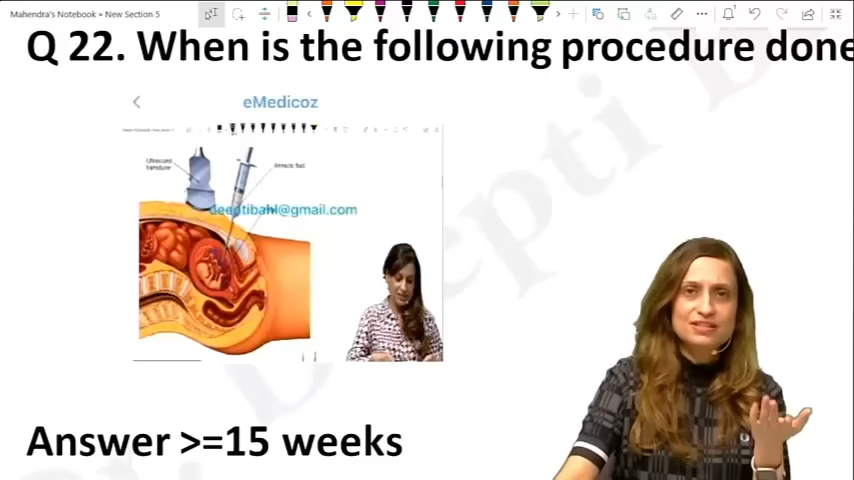 Mahendra's Notebook • New Section 5
Q 22. When is the following procedure done
eMedicoz
Ultrasound
transducer
Amniotic fluid
deeptibahl@gmail.com
Answer >=15 weeks